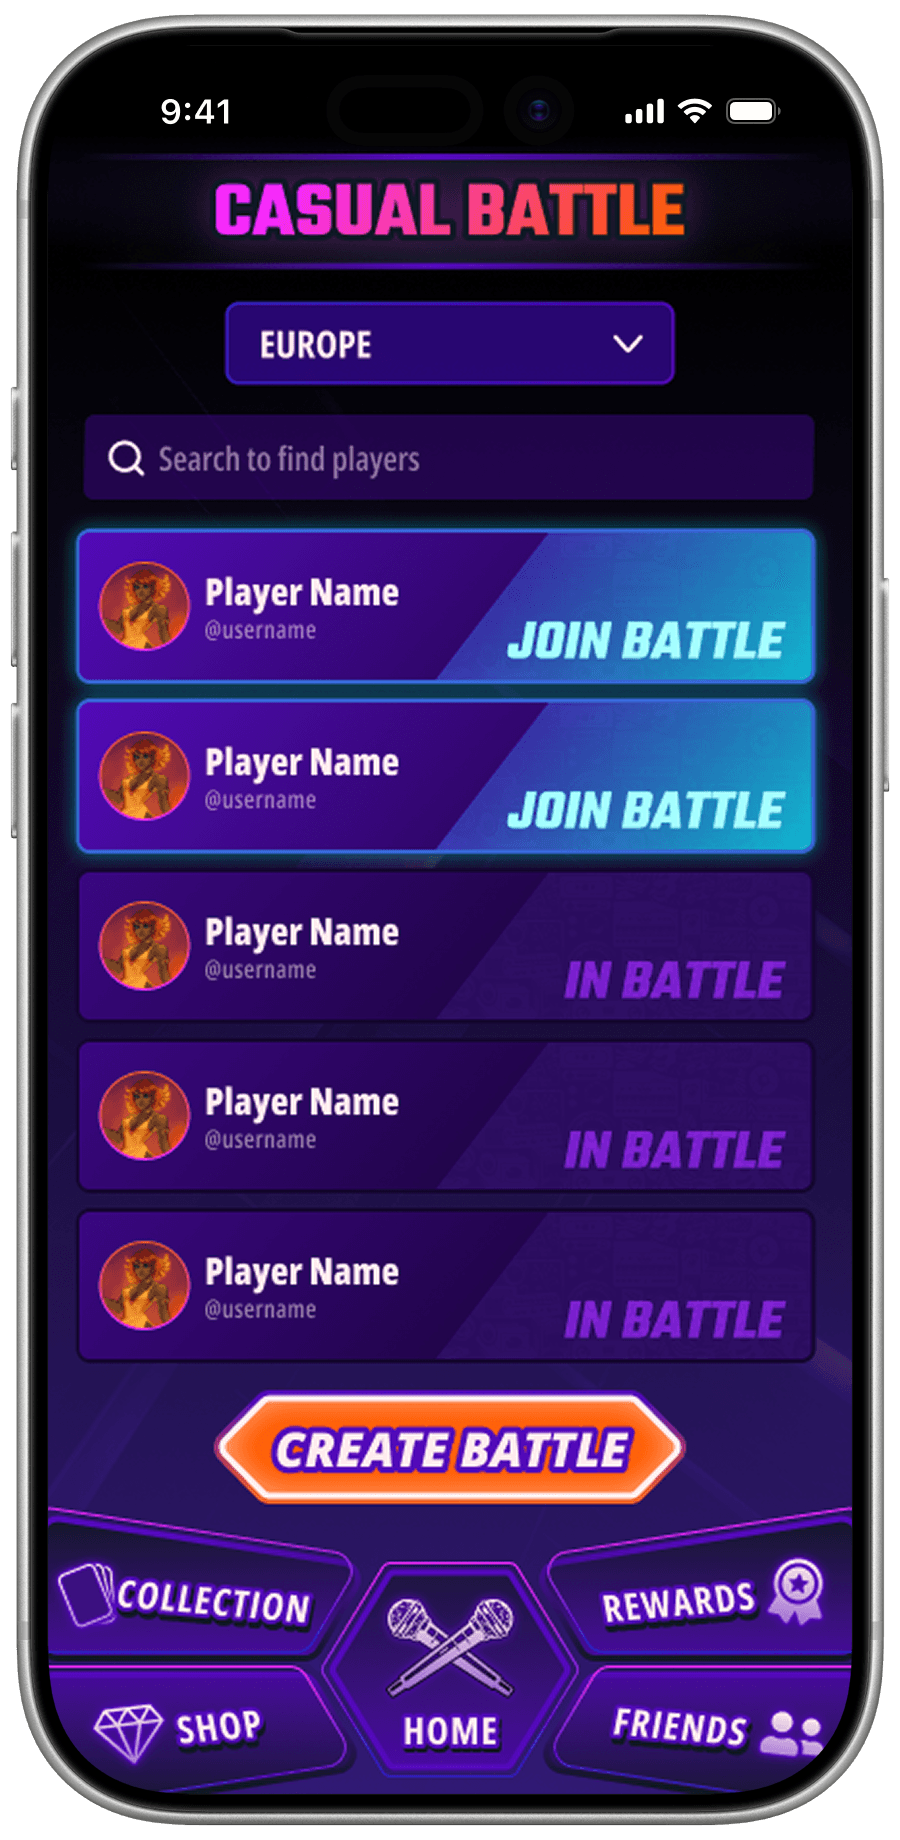 9:41
CASUAL BATTLE
EUROPE
Search to find players
Player Name
@username
JOIN BATTLE
Player Name
@username
JOIN BATTLE
Player Name
@username
IN BATTLE
Player Name
@username
IN BATTLE
Player Name
@username
IN BATTLE
CREATE BATTLE
COLLECTION
REWARDS
SHOP
HOME
FRIENDS